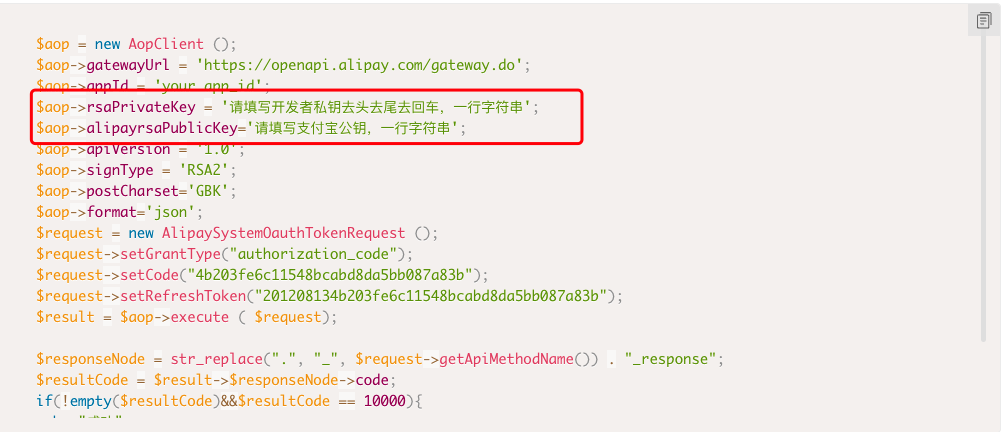 $aop = new AopClient ();
$aop->gatewayUrl = 'https://openapi.alipay.com/gateway.do';
$aop->appId = 'your app_id';
$aop->rsaPrivateKey = '请填写开发者私钥去头去尾去回车，一行字符串';
$aop->alipayrsaPublicKey='请填写支付宝公钥，一行字符串';
$aop->apiVersion = '1.0';
$aop->signType = 'RSA2';
$aop->postCharset='GBK';
$aop->format='json';
$request = new AlipaySystemOauthTokenRequest ();
$request->setGrantType("authorization_code");
$request->setCode("4b203fe6c11548bcabd8da5bb087a83b");
$request->setRefreshToken("201208134b203fe6c11548bcabd8da5bb087a83b");
$result = $aop->execute ( $request);
$responseNode = str_replace(".", "_", $request->getApiMethodName()) . "_response";
$resultCode = $result->$responseNode->code;
if(!empty($resultCode)&&$resultCode == 10000){